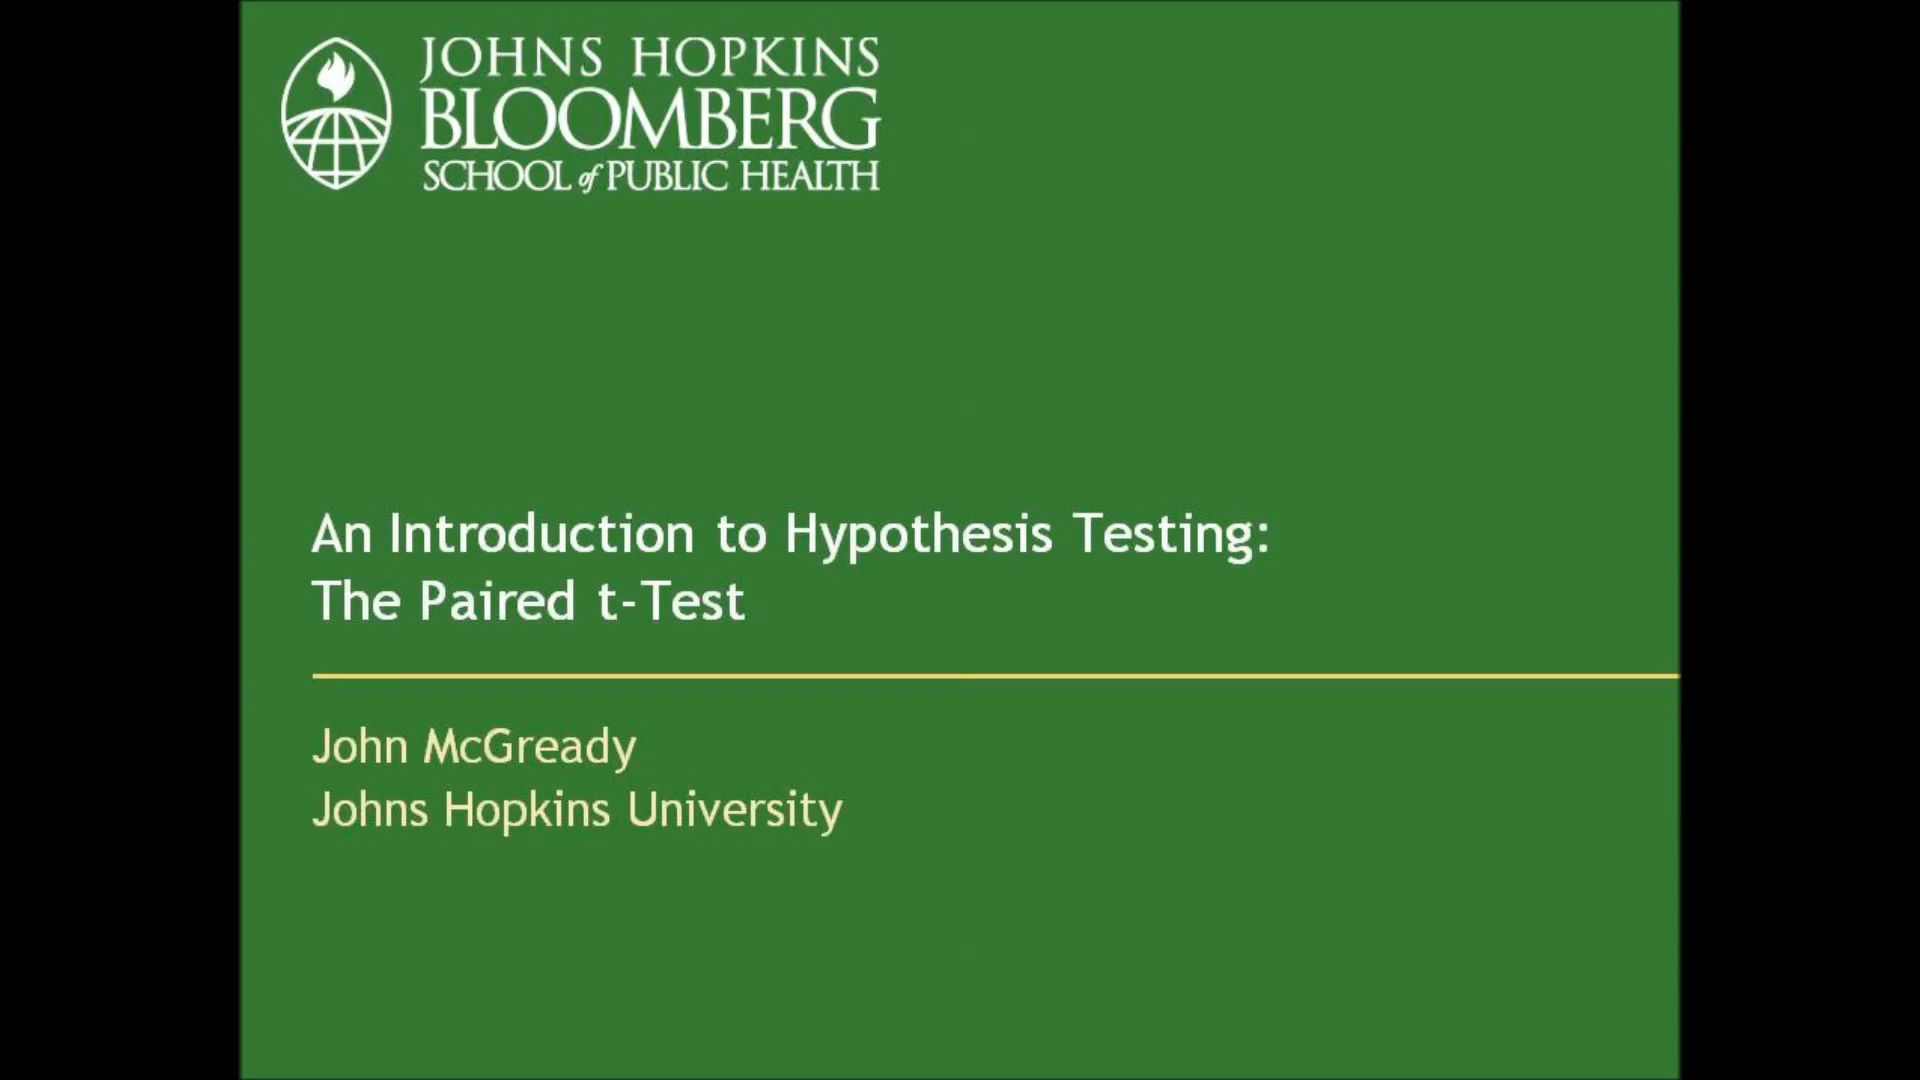 JOHNS HOPKINS
BLOOMBERG
SCHOOL of PUBLIC HEALTH
An Introduction to Hypothesis Testing:
The Paired t-Test
John McGready
Johns Hopkins University